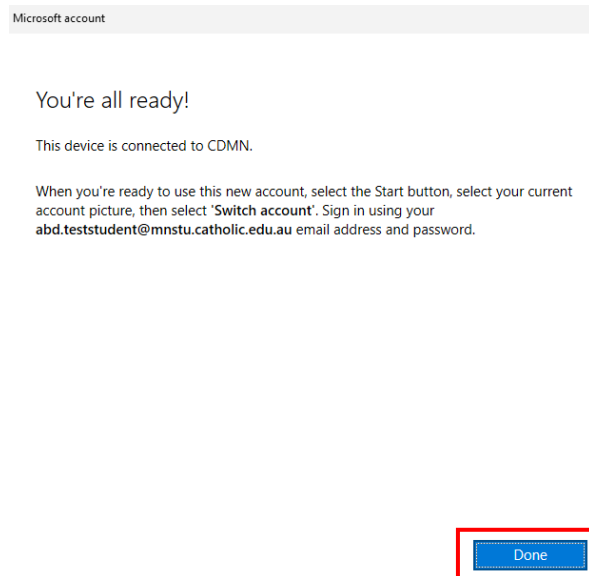 Microsoft account
You're all ready!
This device is connected to CDMN.
When you're ready to use this new account, select the Start button, select your current
account picture, then select 'Switch account'. Sign in using your
abd.teststudent@mnstu.catholic.edu.au email address and password.
Done